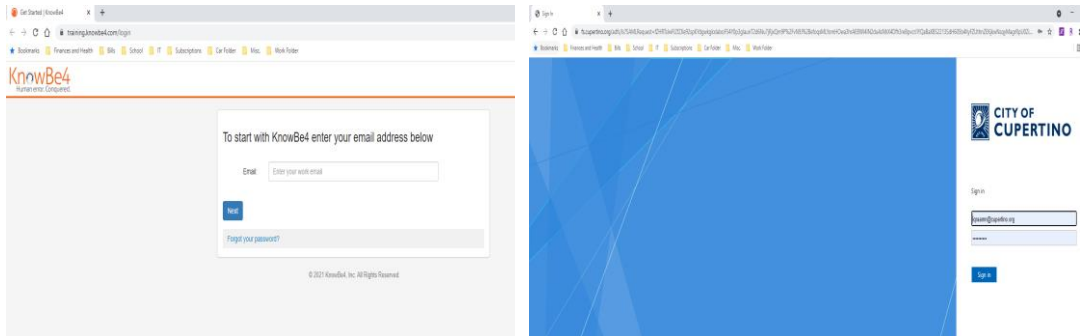 Get Started | KnowBe4
training.knowbe4.com/login
Bookmarks Finances and Health Bills School IT Subscriptions Car Folder Misc. Work Folder
KnowBe4
Human error. Conquered.
To start with KnowBe4 enter your email address below
Email
Enter your work email
Next
Forgot your password?
© 2021 KnowBe4, Inc. All Rights Reserved.
Sign In
Bookmarks Finances and Health Bills School IT Subscriptions Car Folder Misc. Work Folder
CITY OF
CUPERTINO
Sign in
Sign in